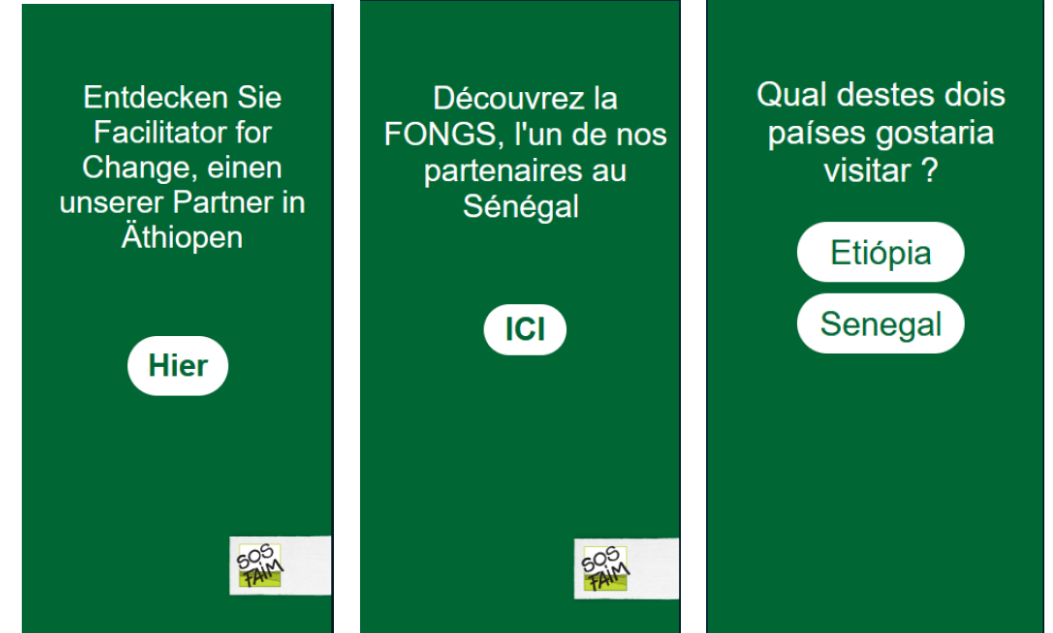 Entdecken Sie
Facilitator for
Change, einen
unserer Partner in
Äthiopen
Hier
SOS
FAIM
Découvrez la
FONGS, l'un de nos
partenaires au
Sénégal
ICI
SOS
FAIM
Qual destes dois
países gostaria
visitar ?
Etiópia
Senegal